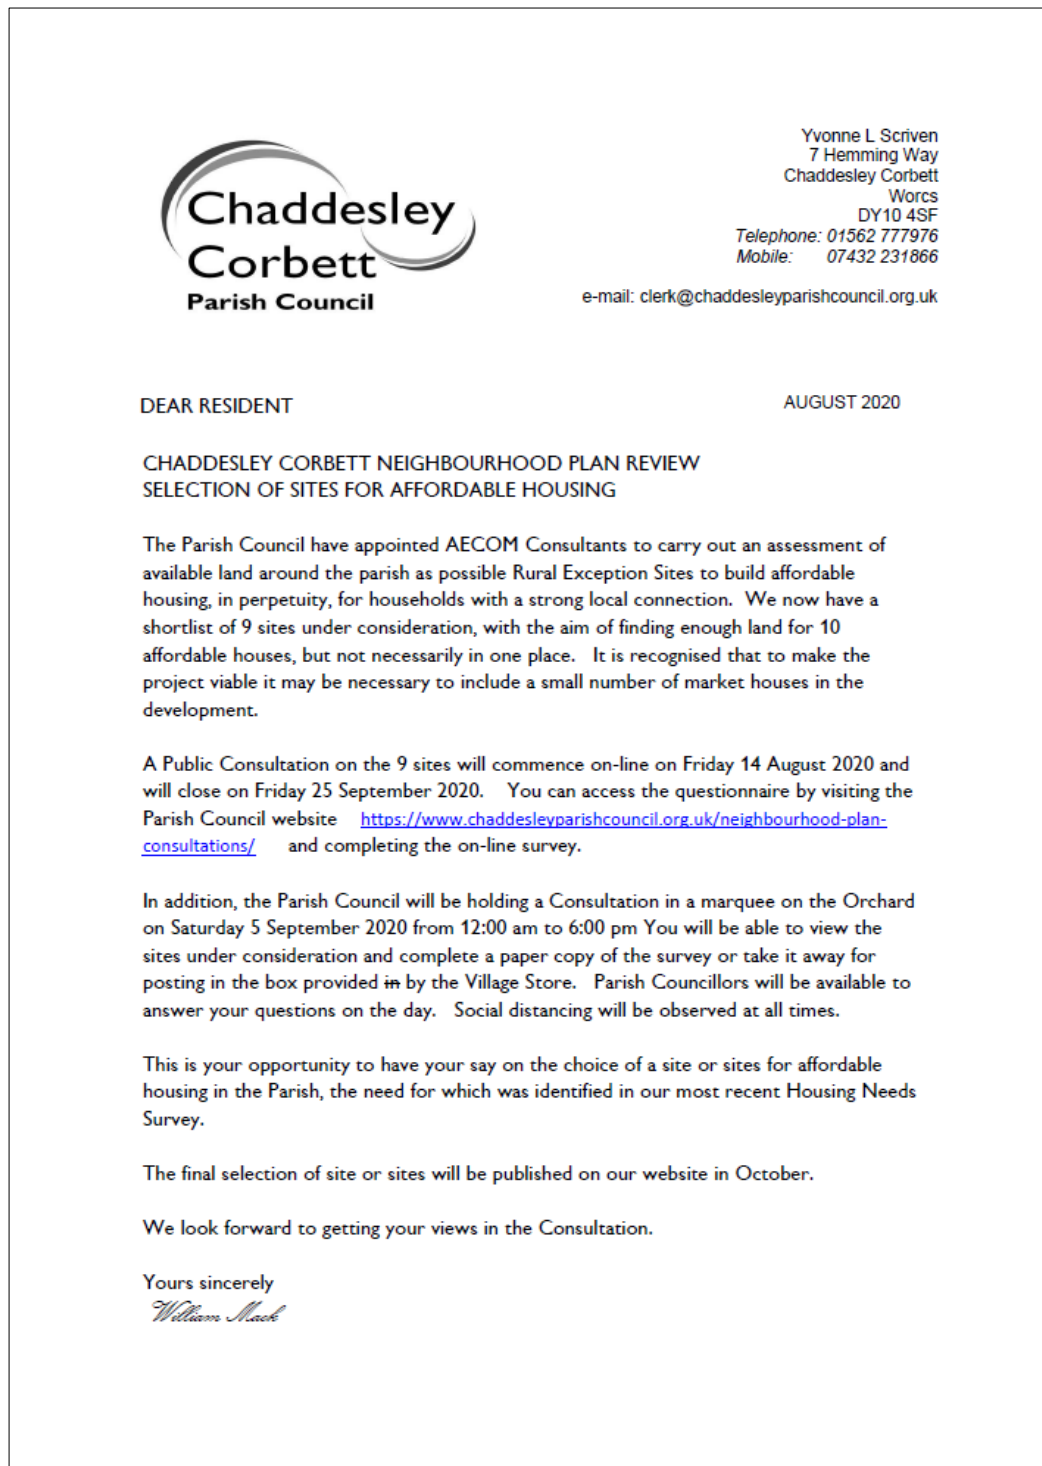 Chaddesley
Corbett
Parish Council
Yvonne L Scriven
7 Hemming Way
Chaddesley Corbett
Worcs
DY10 4SF
Telephone: 01562 777976
Mobile: 07432 231866
e-mail: clerk@chaddesleyparishcouncil.org.uk
DEAR RESIDENT
AUGUST 2020
CHADDESLEY CORBETT NEIGHBOURHOOD PLAN REVIEW
SELECTION OF SITES FOR AFFORDABLE HOUSING
The Parish Council have appointed AECOM Consultants to carry out an assessment of
available land around the parish as possible Rural Exception Sites to build affordable
housing, in perpetuity, for households with a strong local connection. We now have a
shortlist of 9 sites under consideration, with the aim of finding enough land for 10
affordable houses, but not necessarily in one place. It is recognised that to make the
project viable it may be necessary to include a small number of market houses in the
development.
A Public Consultation on the 9 sites will commence on-line on Friday 14 August 2020 and
will close on Friday 25 September 2020. You can access the questionnaire by visiting the
Parish Council website https://www.chaddesleyparishcouncil.org.uk/neighbourhood-plan-
consultations/ and completing the on-line survey.
In addition, the Parish Council will be holding a Consultation in a marquee on the Orchard
on Saturday 5 September 2020 from 12:00 am to 6:00 pm You will be able to view the
sites under consideration and complete a paper copy of the survey or take it away for
posting in the box provided in by the Village Store. Parish Councillors will be available to
answer your questions on the day. Social distancing will be observed at all times.
This is your opportunity to have your say on the choice of a site or sites for affordable
housing in the Parish, the need for which was identified in our most recent Housing Needs
Survey.
The final selection of site or sites will be published on our website in October.
We look forward to getting your views in the Consultation.
Yours sincerely
William Mack